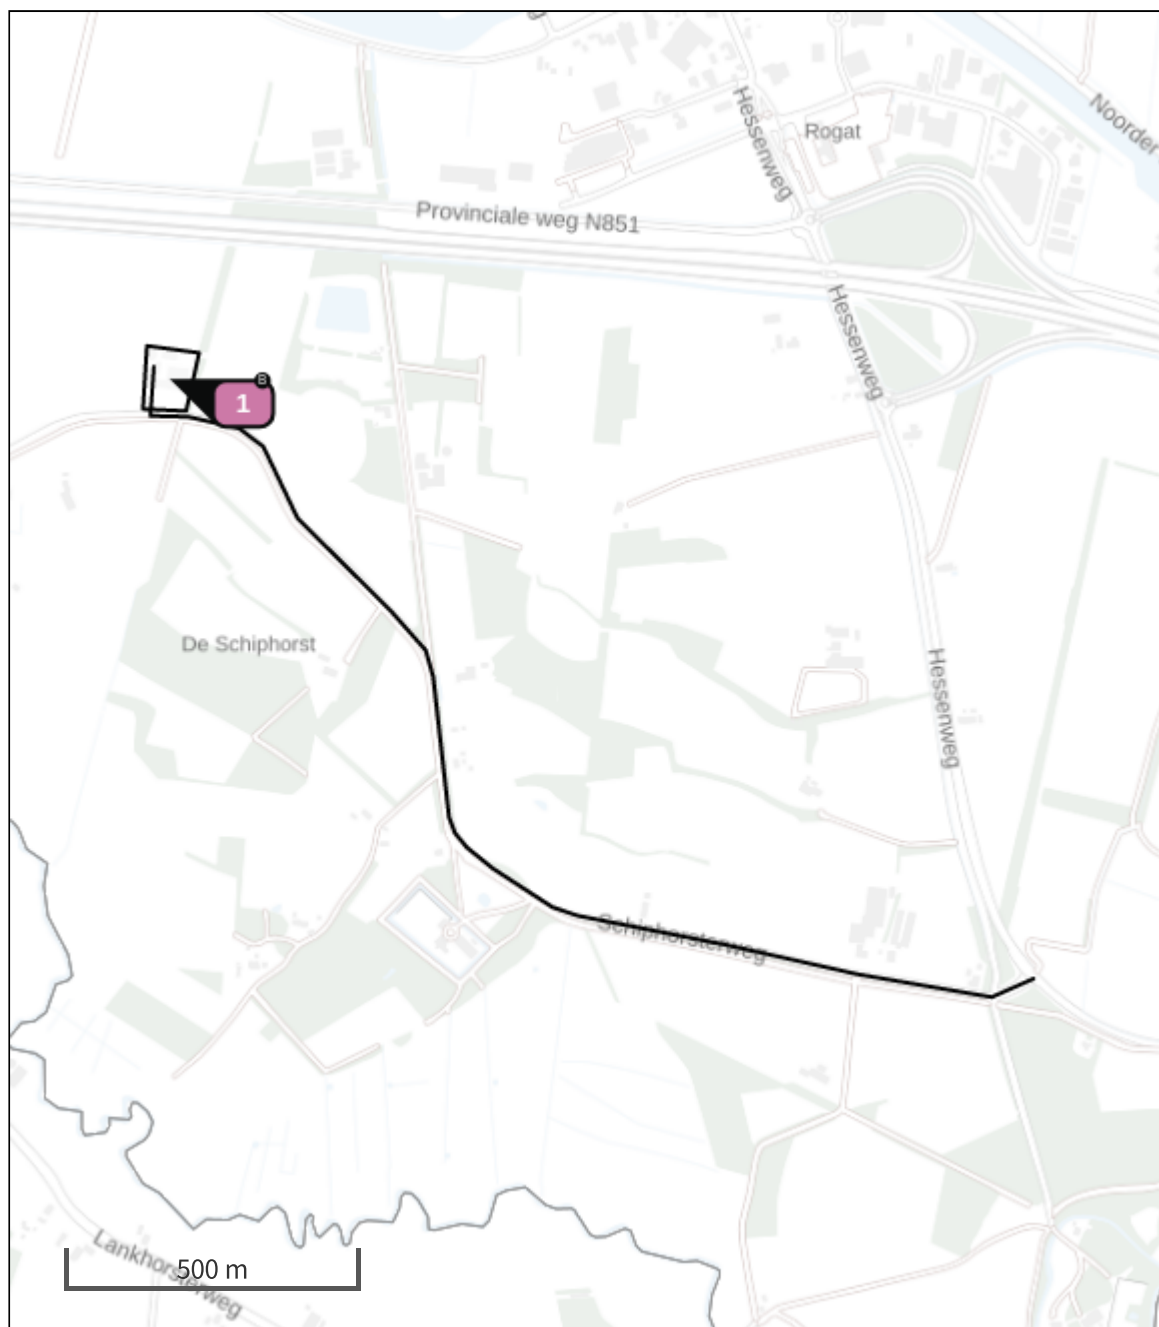 Hessenweg
Rogat
Noorder
Provinciale weg N851
Hessenweg
B
1
De Schiphorst
Hessenweg
Schiphorsterweg
Lankhorsterweg
500 m